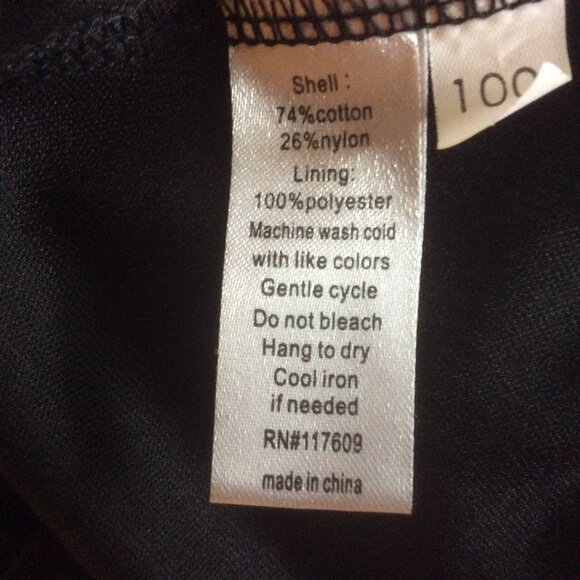 Shell :
74%cotton
26%nylon
Lining:
100%polyester
Machine wash cold
with like colors
Gentle cycle
Do not bleach
Hang to dry
Cool iron
if needed
RN#117609
made in china
100